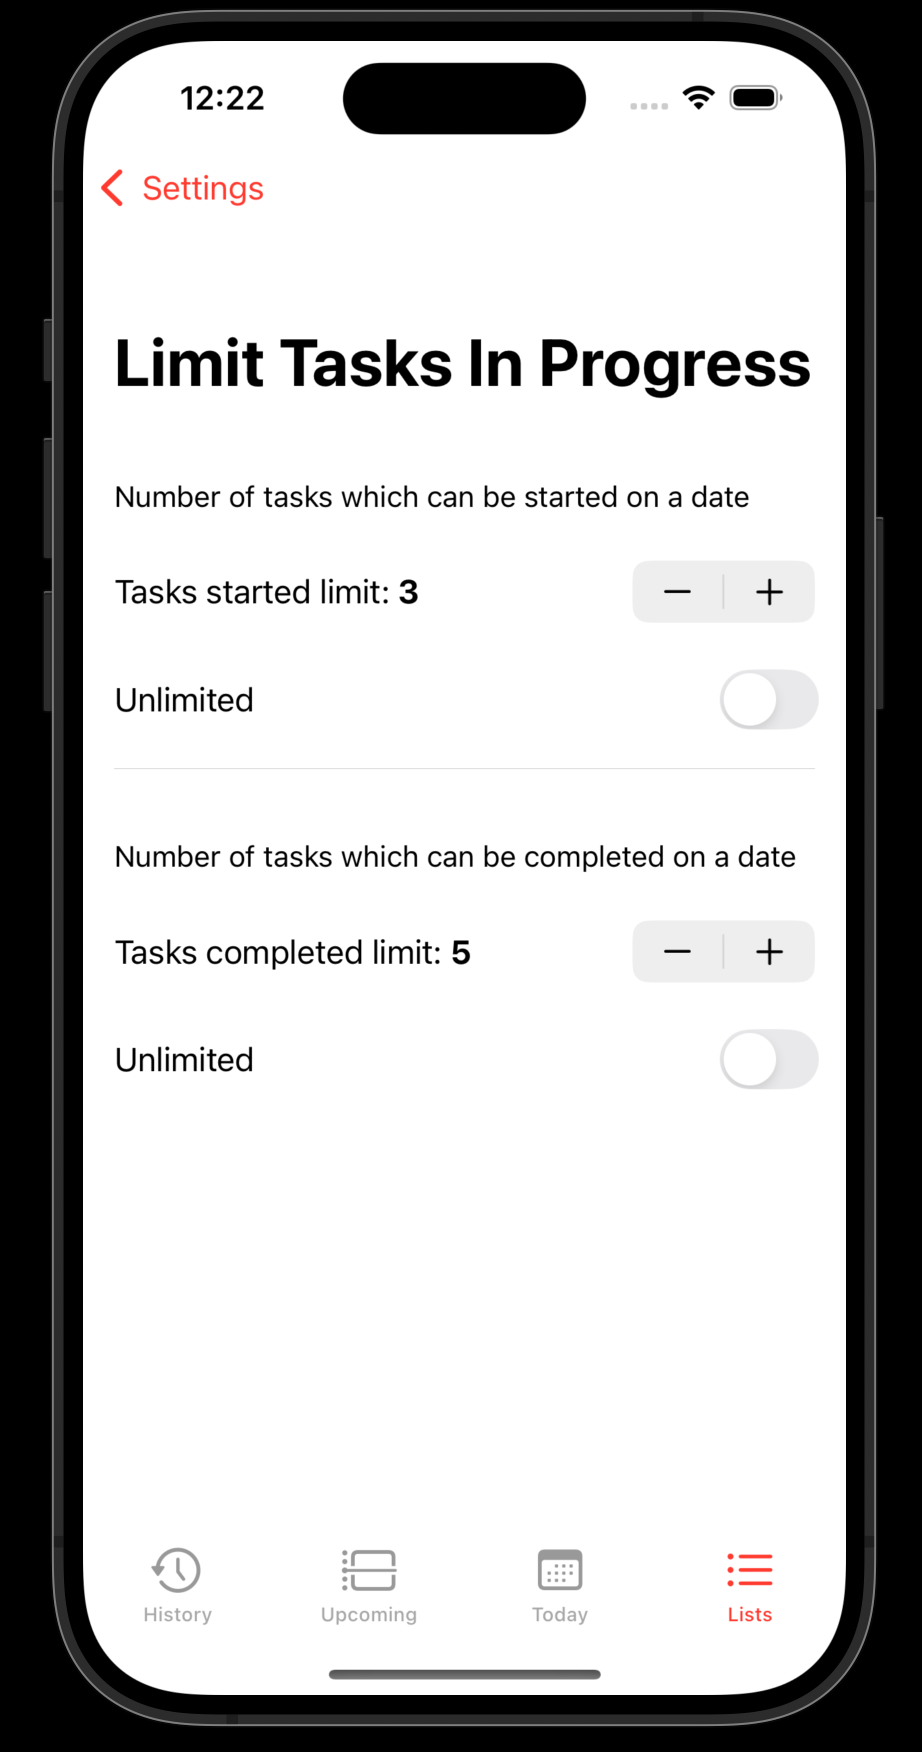 12:22
Settings
Limit Tasks In Progress
Number of tasks which can be started on a date
Tasks started limit: 3
Unlimited
Number of tasks which can be completed on a date
Tasks completed limit: 5
Unlimited
History
Upcoming
Today
Lists